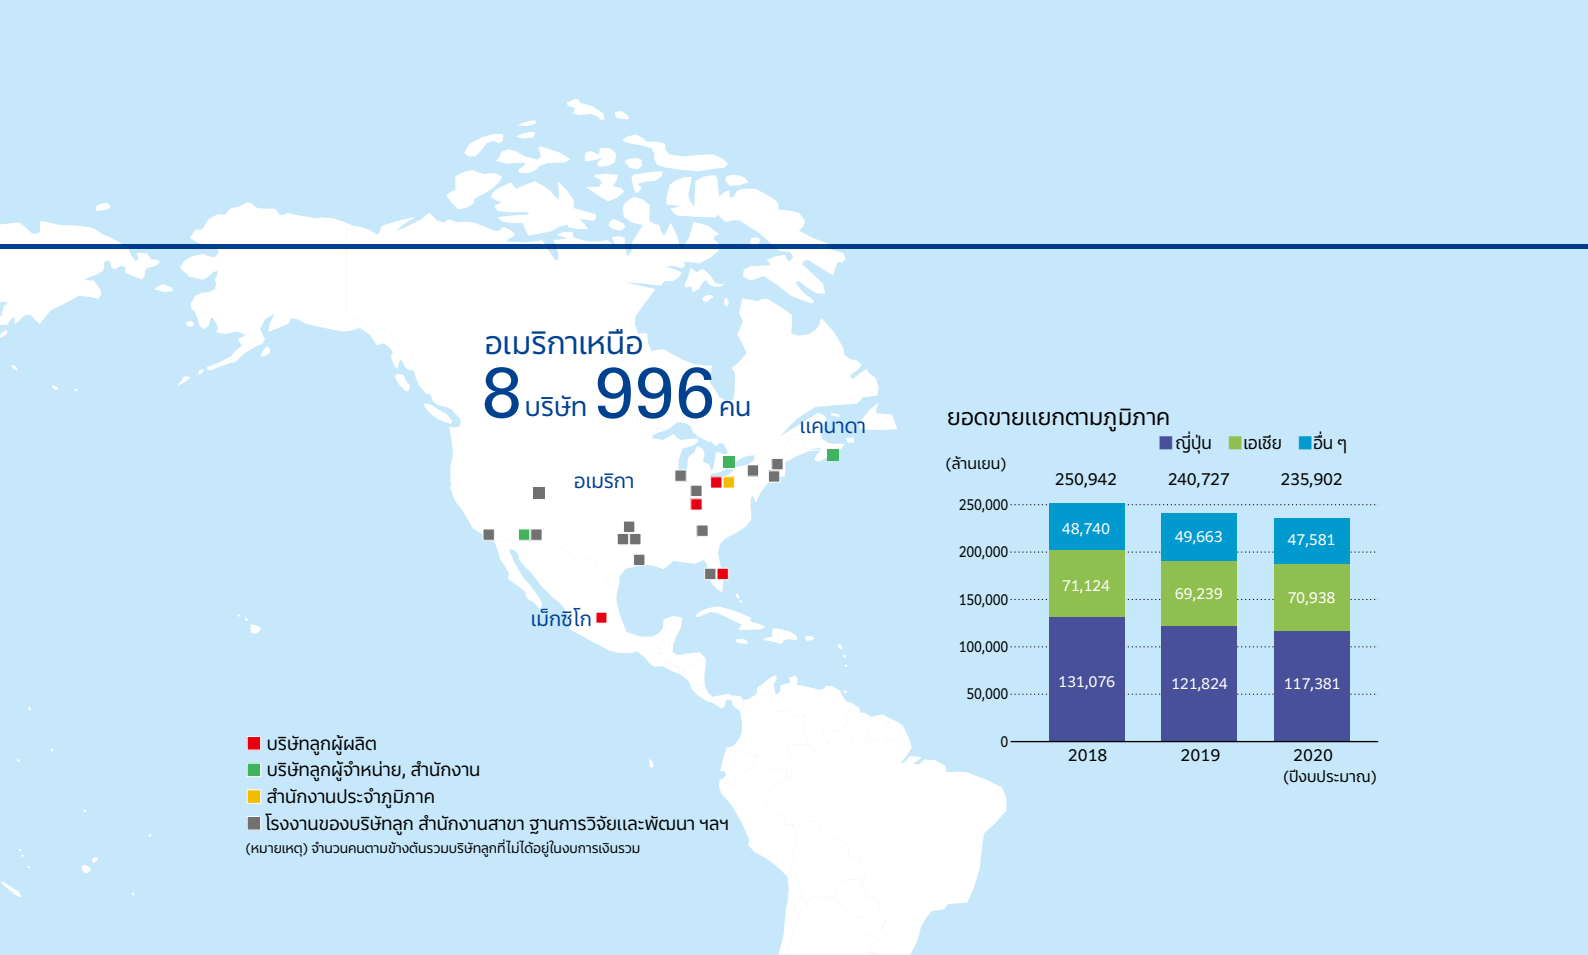 อเมริกาเหนือ
8 บริษัท 996 คน
แคนาดา
อเมริกา
เม็กซิโก
บริษัทลูกผู้ผลิต
บริษัทลูกผู้จำหน่าย, สำนักงาน
สำนักงานประจำภูมิภาค
โรงงานของบริษัทลูก สำนักงานสาขา ฐานการวิจัยและพัฒนา ฯลฯ
(หมายเหตุ) จำนวนคนตามข้างต้นรวมบริษัทลูกที่ไม่ได้อยู่ในงบการเงินรวม
ยอดขายแยกตามภูมิภาค
ญี่ปุ่น เอเชีย อื่น ๆ
(ล้านเยน)
250,942 240,727 235,902
250,000
48,740 49,663 47,581
200,000
71,124 69,239 70,938
150,000
100,000
131,076 121,824 117,381
50,000
0
2018 2019 2020
(ปีงบประมาณ)